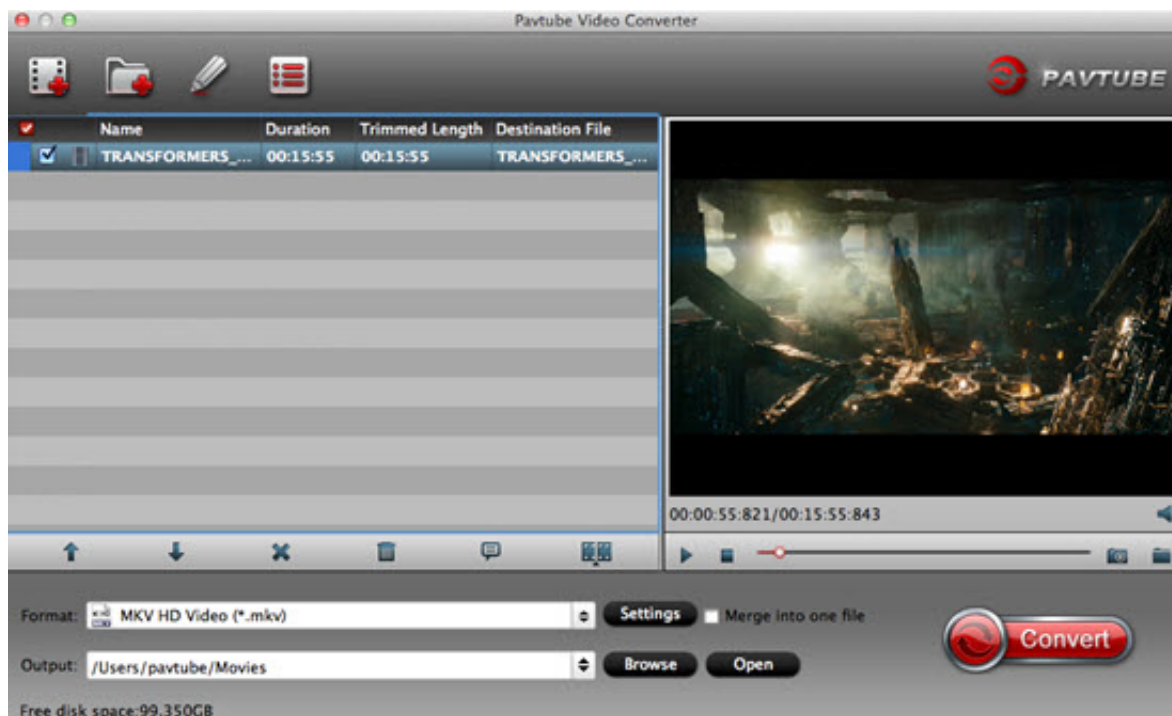 Pavtube Video Converter
PAVTUBE
Name Duration Trimmed Length Destination File
TRANSFORMERS_... 00:15:55 00:15:55 TRANSFORMERS_...
00:00:55:821/00:15:55:843
Format: MKV HD Video (*.mkv) Settings Merge into one file
Convert
Output: /Users/pavtube/Movies Browse Open
Free disk space:99.350GB